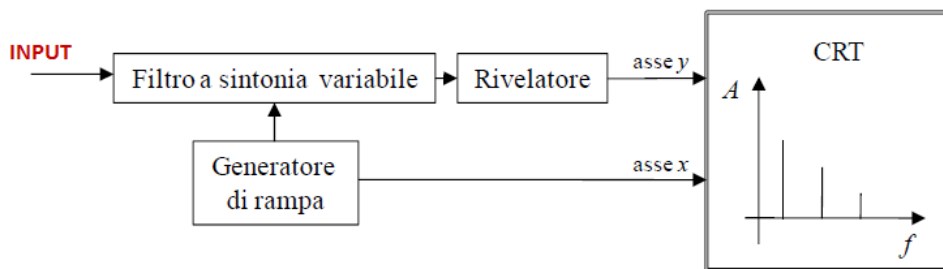 INPUT
Filtro a sintonia variabile
Rivelatore
asse y
CRT
A
Generatore
di rampa
asse x
f